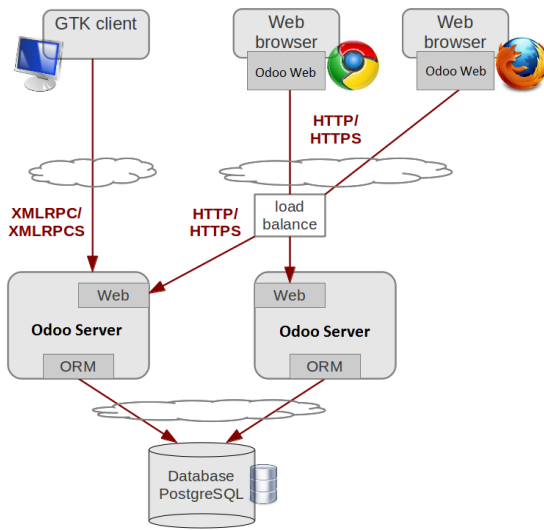 GTK client
Web
browser
Odoo Web
Web
browser
Odoo Web
HTTP/
HTTPS
XMLRPC/
XMLRPCS
HTTP/
HTTPS
load
balance
Web
Odoo Server
ORM
Web
Odoo Server
ORM
Database
PostgreSQL